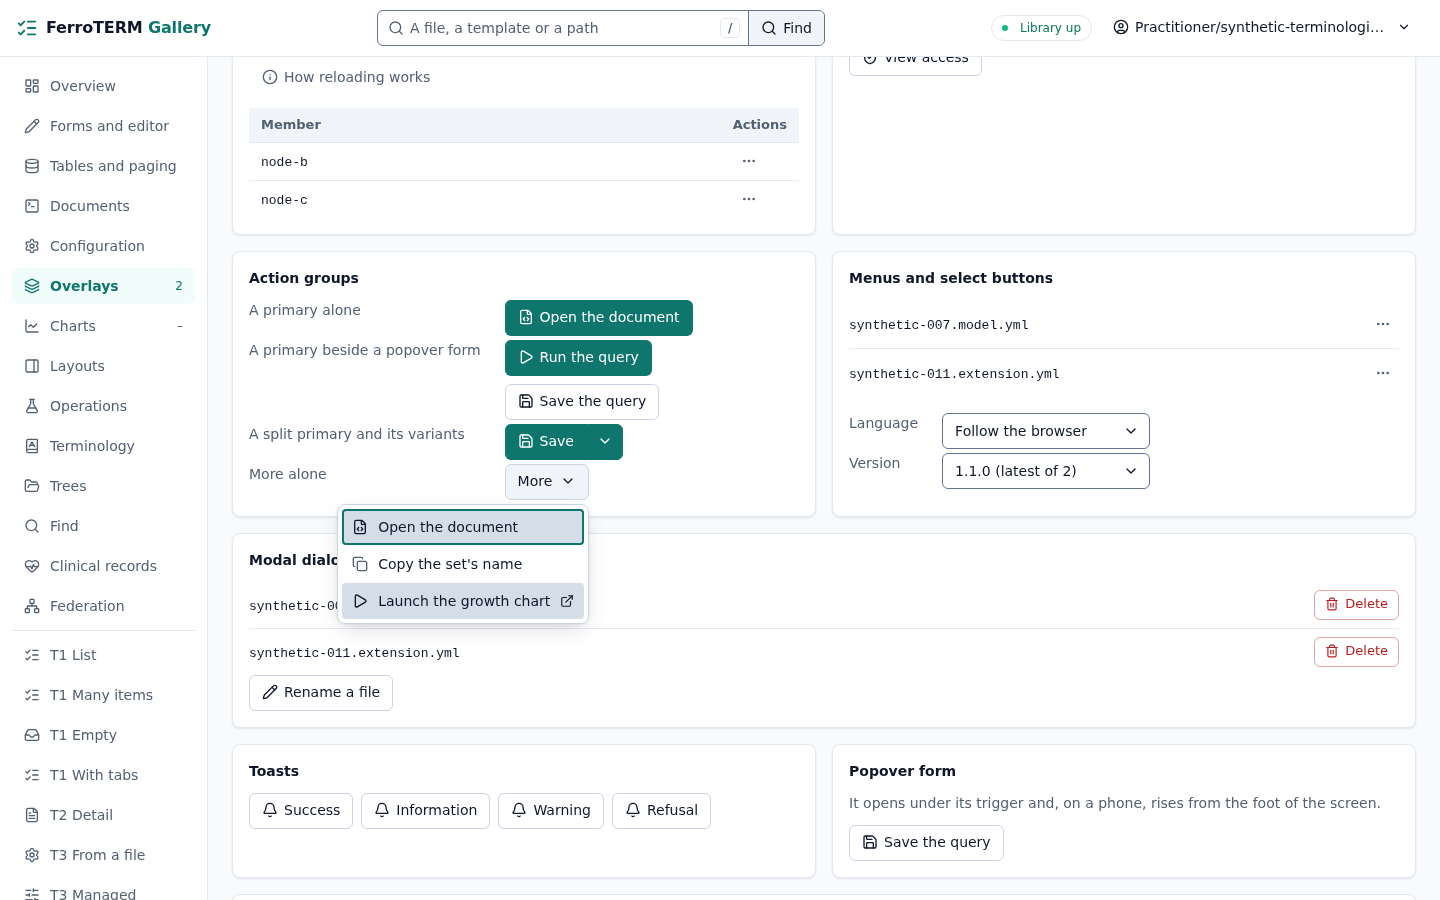 FerroTERM Gallery
A file, a template or a path
/
Find
Library up
Practitioner/synthetic-terminologi...
Overview
Forms and editor
Tables and paging
Documents
Configuration
Overlays 2
Charts –
Layouts
Operations
Terminology
Trees
Find
Clinical records
Federation
T1 List
T1 Many items
T1 Empty
T1 With tabs
T2 Detail
T3 From a file
T3 Managed
How reloading works
Member Actions
node-b
node-c
View access
Action groups
A primary alone
Open the document
A primary beside a popover form
Run the query
Save the query
A split primary and its variants
Save
More alone
More
Open the document
Copy the set's name
Launch the growth chart
Menus and select buttons
synthetic-007.model.yml
synthetic-011.extension.yml
Language
Follow the browser
Version
1.1.0 (latest of 2)
Modal dialo
synthetic-00
Delete
synthetic-011.extension.yml
Delete
Rename a file
Toasts
Success
Information
Warning
Refusal
Popover form
It opens under its trigger and, on a phone, rises from the foot of the screen.
Save the query